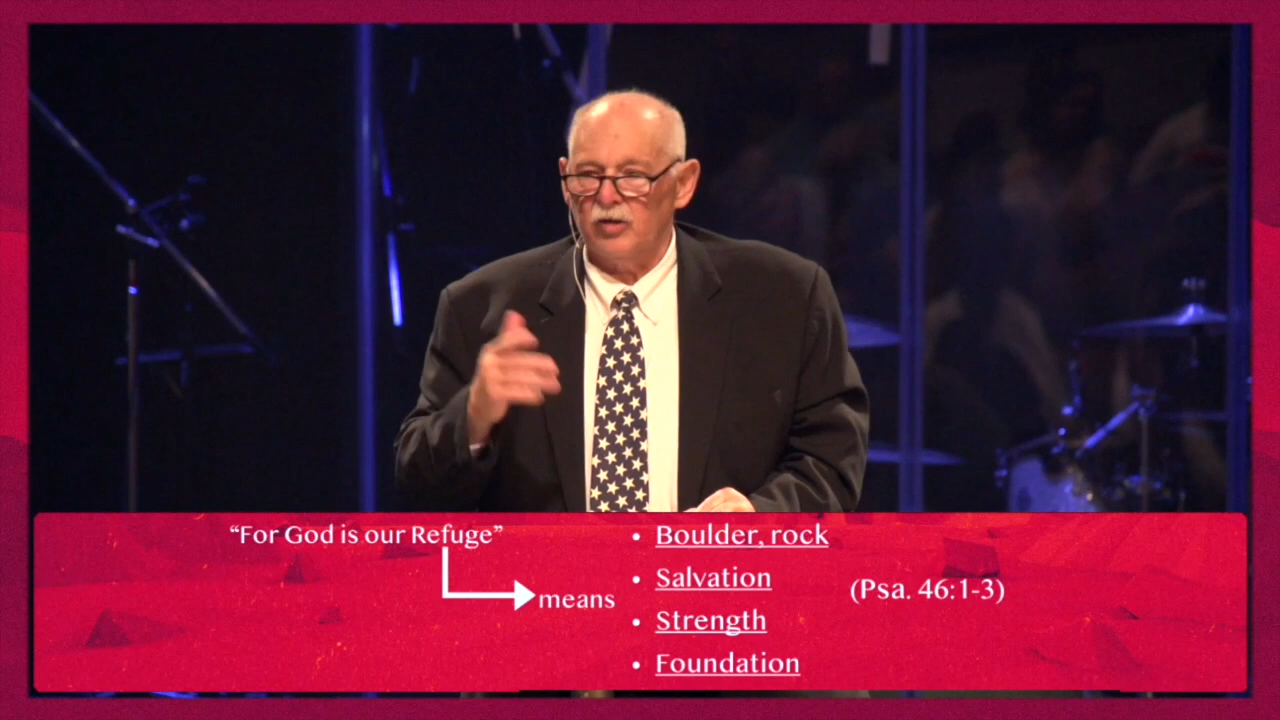 “For God is our Refuge”
means
• Boulder, rock
• Salvation
• Strength
• Foundation
(Psa. 46:1-3)